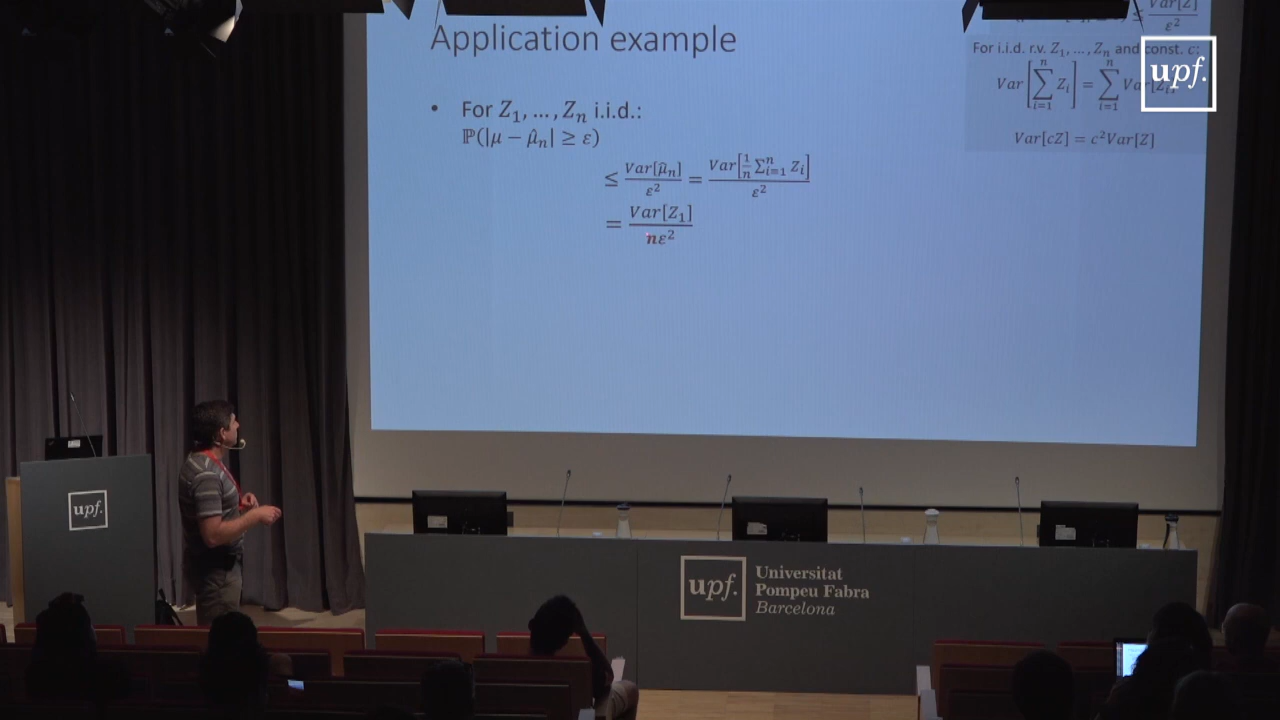 Application example
• For Z₁, … , Zₙ i.i.d.:
ℙ(|μ − μ̂ₙ| ≥ ε)
≤ Var[μ̂ₙ]/ε² = Var[1/n ∑ᵢ₌₁ⁿ Zᵢ]/ε²
= Var[Z₁]/nε²
≤ Var[Z]/ε²
For i.i.d. r.v. Z₁, … , Zₙ and const. c:
Var[∑ᵢ₌₁ⁿ Zᵢ] = ∑ᵢ₌₁ⁿ Var[Zᵢ]
Var[cZ] = c²Var[Z]
upf.
upf.
upf.
Universitat
Pompeu Fabra
Barcelona